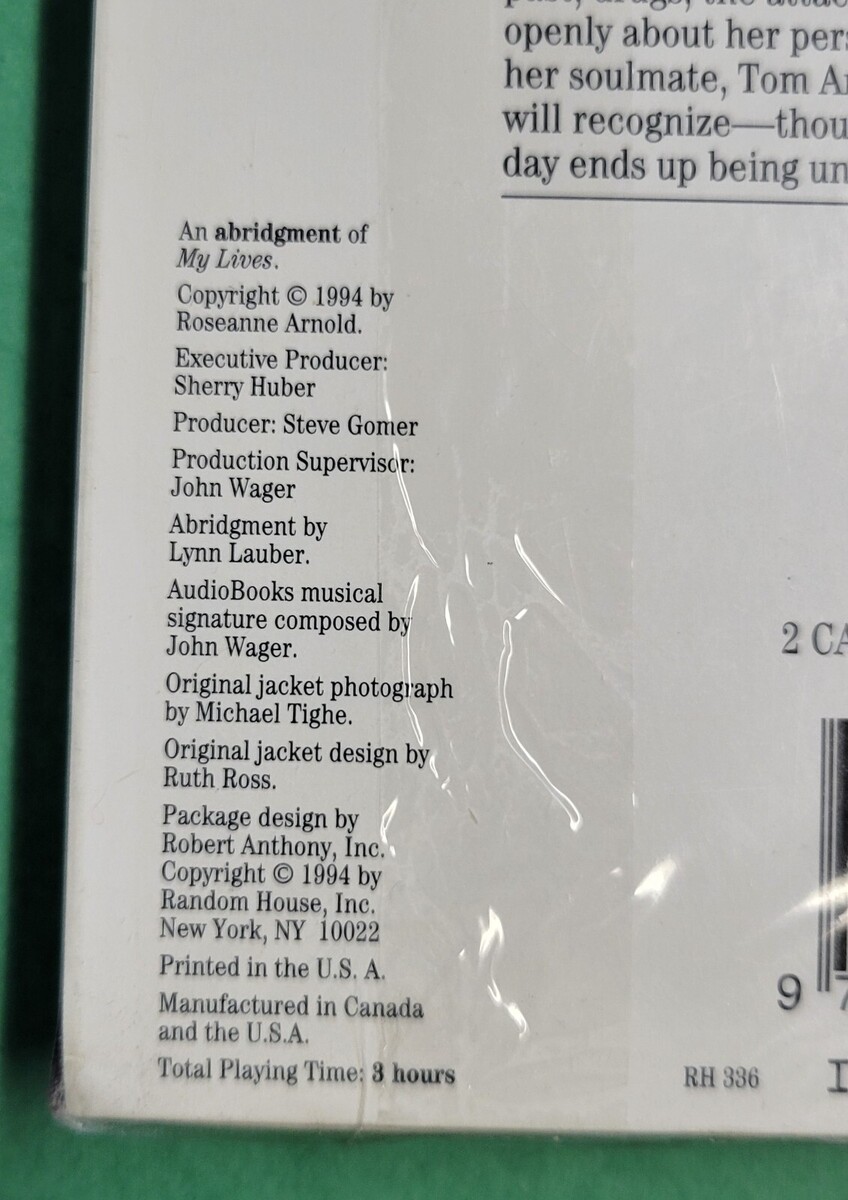 openly about her
her soulmate, Tom
will recognize—
day ends up being
An abridgment of
My Lives.
Copyright © 1994 by
Roseanne Arnold.
Executive Producer:
Sherry Huber
Producer: Steve Gomer
Production Supervisor:
John Wager
Abridgment by
Lynn Lauber.
AudioBooks musical
signature composed by
John Wager.
Original jacket photograph
by Michael Tighe.
Original jacket design by
Ruth Ross.
Package design by
Robert Anthony, Inc.
Copyright © 1994 by
Random House, Inc.
New York, NY 10022
Printed in the U.S. A.
Manufactured in Canada
and the U.S.A.
Total Playing Time: 3 hours
2
9
RH 336